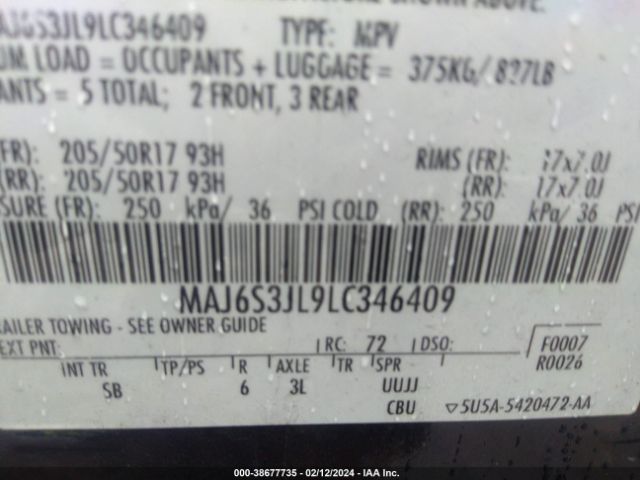 AJ6S3JL9LC346409 TYPE: MPV
UM LOAD = OCCUPANTS + LUGGAGE = 375KG/ 827LB
ANTS = 5 TOTAL; 2 FRONT, 3 REAR
(FR): 205/50R17 93H RIMS (FR): 17x7.0J
(RR): 205/50R17 93H (RR): 17x7.0J
SURE (FR): 250 kPa/ 36 PSI COLD (RR): 250 kPa/ 36 PSI
MAJ6S3JL9LC346409
AILER TOWING - SEE OWNER GUIDE
EXT PNT: RC: 72 DSO: F0007
R0026
INT TR TP/PS R AXLE TR SPR
SB 6 3L UUJJ
CBU ▽5U5A-5420472-AA
000-38677735 - 02/12/2024 - IAA Inc.